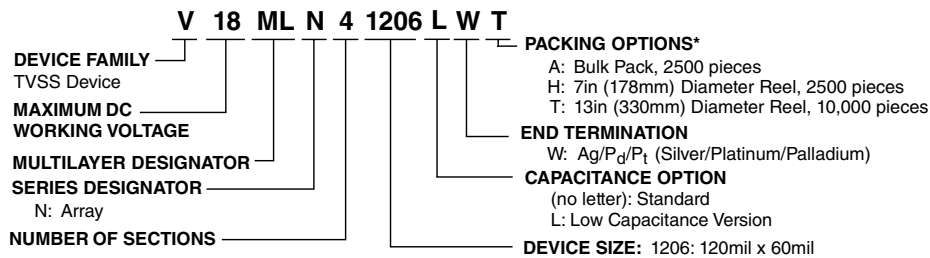 V 18 ML N 4 1206 L W T
DEVICE FAMILY
TVSS Device
MAXIMUM DC
WORKING VOLTAGE
MULTILAYER DESIGNATOR
SERIES DESIGNATOR
N: Array
NUMBER OF SECTIONS
PACKING OPTIONS*
A: Bulk Pack, 2500 pieces
H: 7in (178mm) Diameter Reel, 2500 pieces
T: 13in (330mm) Diameter Reel, 10,000 pieces
END TERMINATION
W: Ag/Pd/Pt (Silver/Platinum/Palladium)
CAPACITANCE OPTION
(no letter): Standard
L: Low Capacitance Version
DEVICE SIZE: 1206: 120mil x 60mil